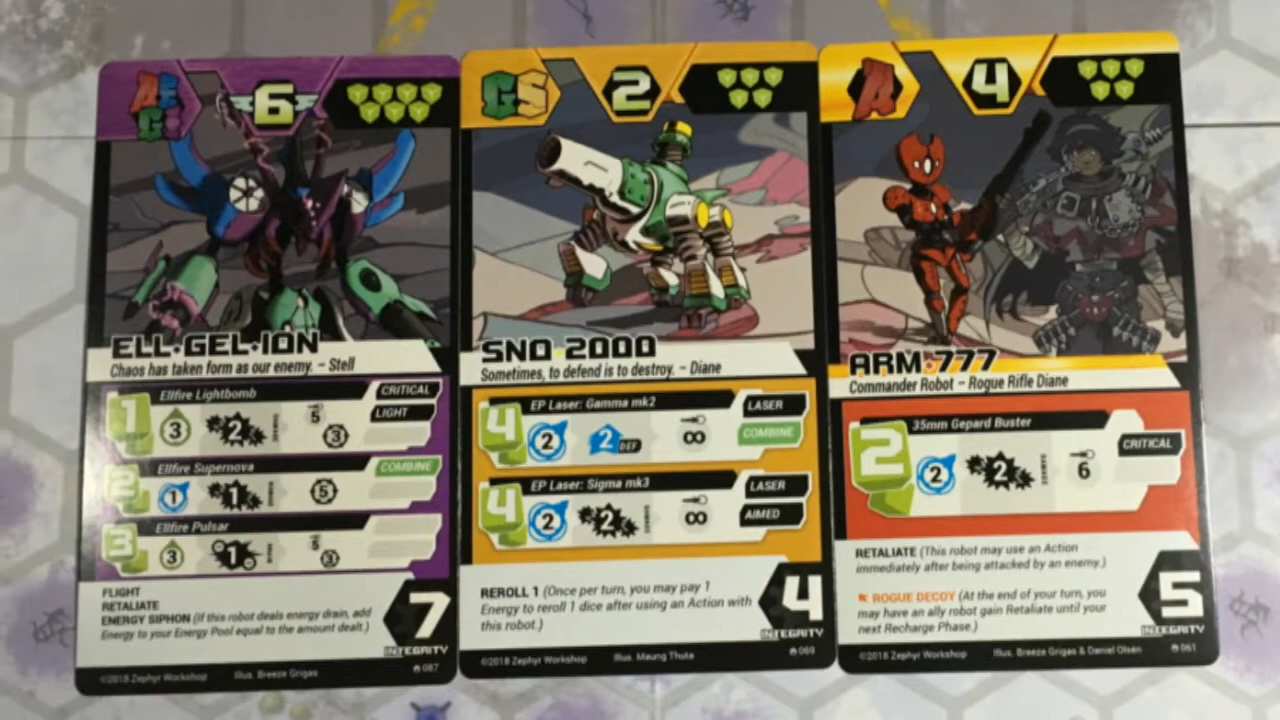 AEGI
6
ELL·GEL·ION
Chaos has taken form as our enemy. – Stell
1
Ellfire Lightbomb
CRITICAL
LIGHT
3
2
5
3
2
Ellfire Supernova
COMBINE
1
1
5
3
Ellfire Pulsar
3
1
5
3
FLIGHT
RETALIATE
ENERGY SIPHON (If this robot deals energy drain, add
Energy to your Energy Pool equal to the amount dealt.)
7
INTEGRITY
©2018 Zephyr Workshop
Illus. Breeze Grigas
087
GS
2
SNO·2000
Sometimes, to defend is to destroy. – Diane
4
EP Laser: Gamma mk2
LASER
COMBINE
2
2 DEF
∞
4
EP Laser: Sigma mk3
LASER
AIMED
2
2
DAMAGE
∞
REROLL 1 (Once per turn, you may pay 1
Energy to reroll 1 dice after using an Action with
this robot.)
4
INTEGRITY
©2018 Zephyr Workshop
Illus. Maung Thuta
069
A
4
ARM·777
Commander Robot – Rogue Rifle Diane
2
35mm Gepard Buster
CRITICAL
2
2
DAMAGE
6
RETALIATE (This robot may use an Action
immediately after being attacked by an enemy.)
ROGUE DECOY (At the end of your turn, you
may have an ally robot gain Retaliate until your
next Recharge Phase.)
5
INTEGRITY
©2018 Zephyr Workshop
Illus. Breeze Grigas & Daniel Olsén
061